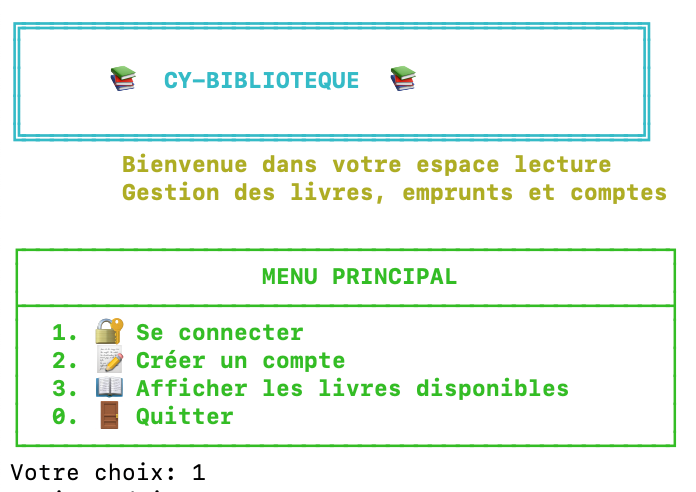 📚 CY-BIBLIOTEQUE 📚
Bienvenue dans votre espace lecture
Gestion des livres, emprunts et comptes
MENU PRINCIPAL
1. 🔐 Se connecter
2. 📝 Créer un compte
3. 📖 Afficher les livres disponibles
0. 🚪 Quitter
Votre choix: 1